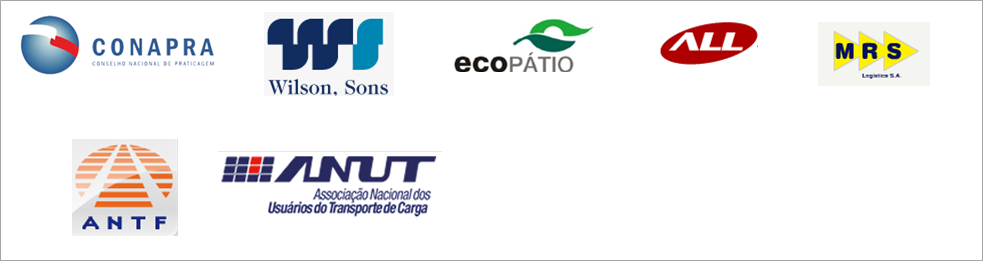 CONAPRA
CONSELHO NACIONAL DE PRATICAGEM
Wilson, Sons
ecoPÁTIO
ALL
MRS
Logística S.A.
ANTF
ANUT
Associação Nacional dos
Usuários do Transporte de Carga